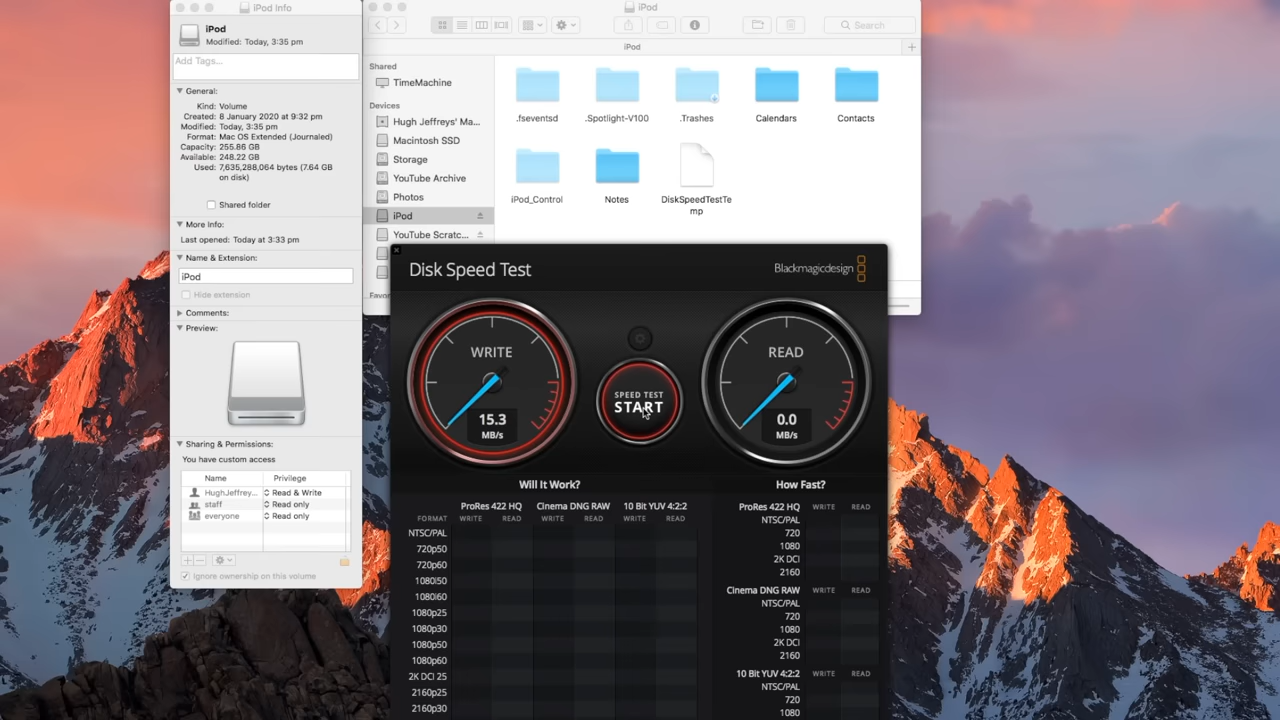 iPod Info
iPod
Modified: Today, 3:35 pm
Add Tags...
General:
Kind: Volume
Created: 8 January 2020 at 9:32 pm
Modified: Today, 3:35 pm
Format: Mac OS Extended (Journaled)
Capacity: 255.86 GB
Available: 248.22 GB
Used: 7,635,288,064 bytes (7.64 GB
on disk)
Shared folder
More Info:
Last opened: Today at 3:33 pm
Name & Extension:
iPod
Hide extension
Comments:
Preview:
Sharing & Permissions:
You have custom access
Name Privilege
HughJeffrey... Read & Write
staff Read only
everyone Read only
Ignore ownership on this volume
iPod
Search
iPod
Shared
TimeMachine
Devices
Hugh Jeffreys' Ma...
Macintosh SSD
Storage
YouTube Archive
Photos
iPod
YouTube Scratc...
.fseventsd
.Spotlight-V100
.Trashes
Calendars
Contacts
iPod_Control
Notes
DiskSpeedTestTe
mp
Disk Speed Test
Blackmagicdesign
WRITE
15.3
MB/s
SPEED TEST
START
READ
0.0
MB/s
Will It Work?
ProRes 422 HQ Cinema DNG RAW 10 Bit YUV 4:2:2
FORMAT WRITE READ WRITE READ WRITE READ
NTSC/PAL
720p50
720p60
1080i50
1080i60
1080p25
1080p30
1080p50
1080p60
2K DCI 25
2160p25
2160p30
How Fast?
ProRes 422 HQ WRITE READ
NTSC/PAL
720
1080
2K DCI
2160
Cinema DNG RAW WRITE READ
NTSC/PAL
720
1080
2K DCI
2160
10 Bit YUV 4:2:2 WRITE READ
NTSC/PAL
720
1080